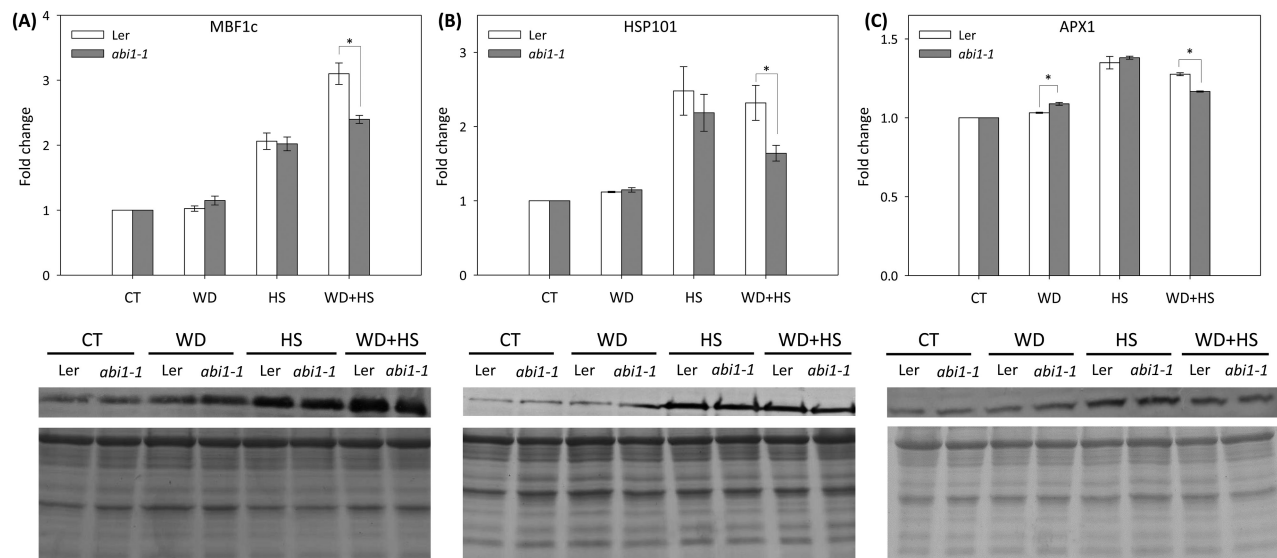 (A)
MBF1c
Ler
abi1-1
*
Fold change
4
3
2
1
0
CT WD HS WD+HS
CT WD HS WD+HS
Ler abi1-1 Ler abi1-1 Ler abi1-1 Ler abi1-1
(B)
HSP101
Ler
abi1-1
*
Fold change
3
2
1
0
CT WD HS WD+HS
CT WD HS WD+HS
Ler abi1-1 Ler abi1-1 Ler abi1-1 Ler abi1-1
(C)
APX1
Ler
abi1-1
* *
Fold change
1.5
1.0
0.5
0.0
CT WD HS WD+HS
CT WD HS WD+HS
Ler abi1-1 Ler abi1-1 Ler abi1-1 Ler abi1-1